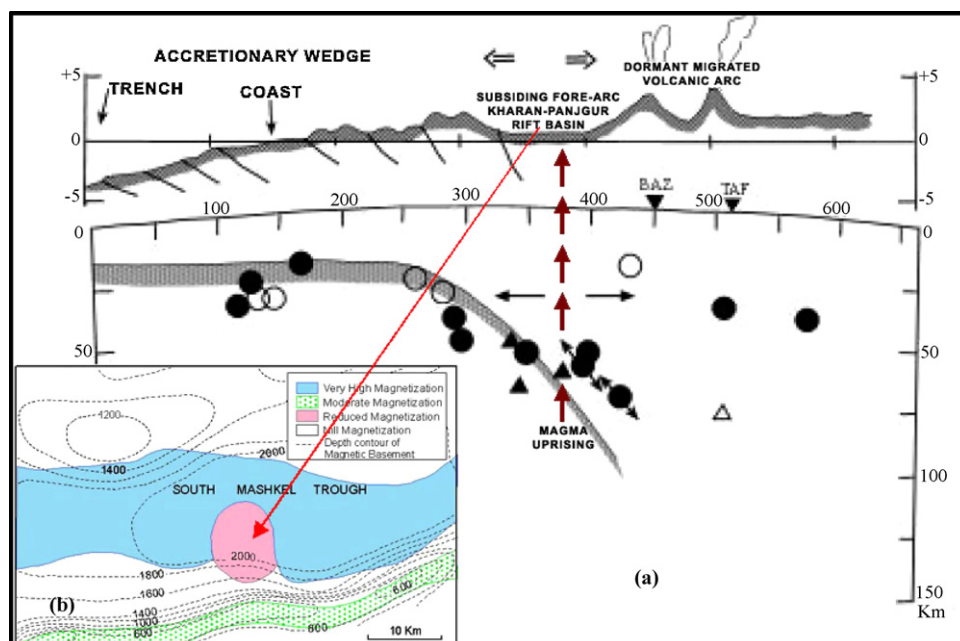 ACCRETIONARY WEDGE
DORMANT MIGRATED
VOLCANIC ARC
+5
TRENCH
COAST
SUBSIDING FORE-ARC
KHARAN-PANJGUR
RIFT BASIN
+5
0
0
-5
BAZ
TAF
-5
100
200
300
400
500
600
0
0
50
50
MAGMA
UPRISING
100
150
Km
(a)
Very High Magnetization
Moderate Magnetization
Reduced Magnetization
Nill Magnetization
Depth contour of
Magnetic Basement
1200
1400
2000
SOUTH MASHKEL TROUGH
2000
1800
1600
1400
1000
600
600
800
(b)
10 Km